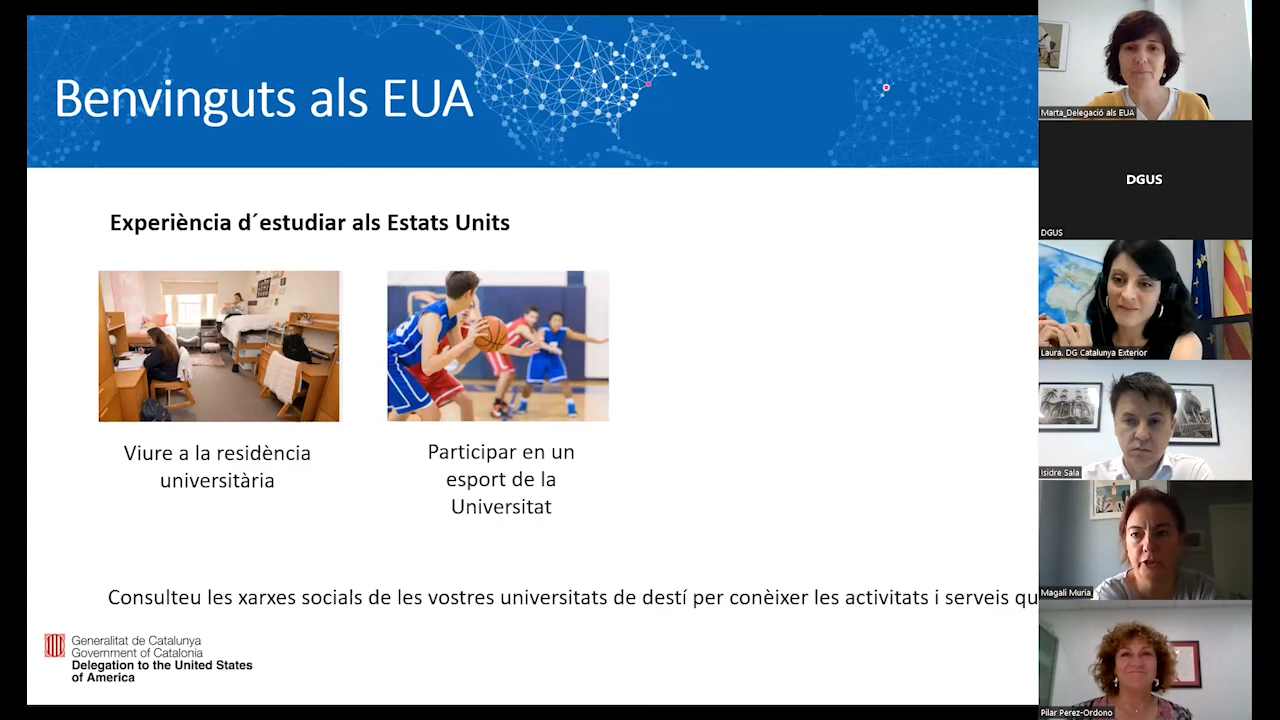 Benvinguts als EUA
Experiència d´estudiar als Estats Units
Viure a la residència
universitària
Participar en un
esport de la
Universitat
Consulteu les xarxes socials de les vostres universitats de destí per conèixer les activitats i serveis qu
Generalitat de Catalunya
Government of Catalonia
Delegation to the United States
of America
Marta_Delegació als EUA
DGUS
DGUS
Laura. DG Catalunya Exterior
Isidre Sala
Magali Muria
Pilar Perez-Ordono